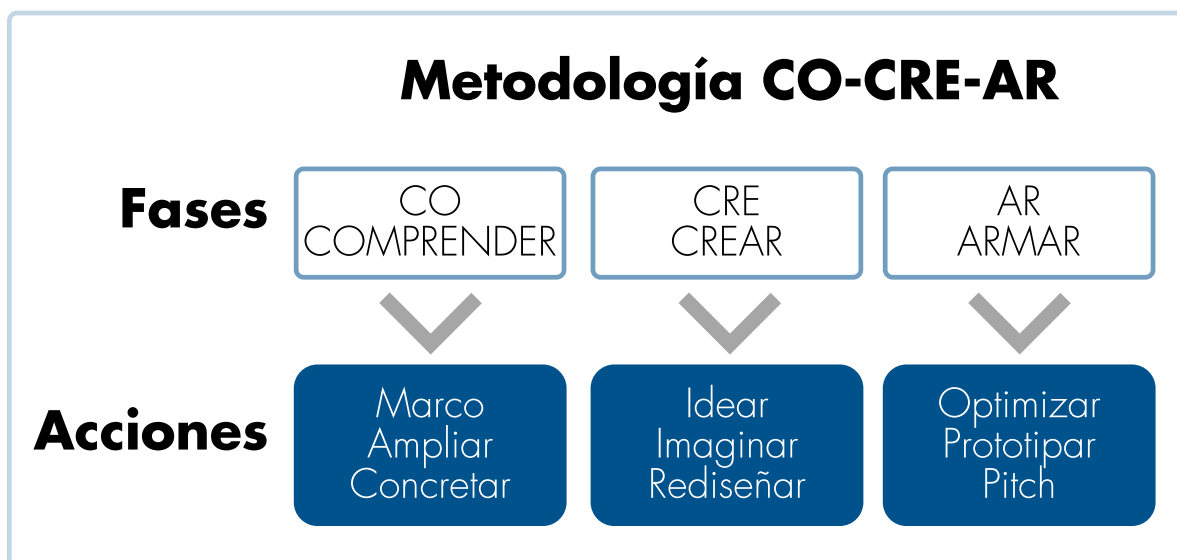 Metodología CO-CRE-AR
Fases
CO
COMPRENDER
CRE
CREAR
AR
ARMAR
Acciones
Marco
Ampliar
Concretar
Idear
Imaginar
Rediseñar
Optimizar
Prototipar
Pitch